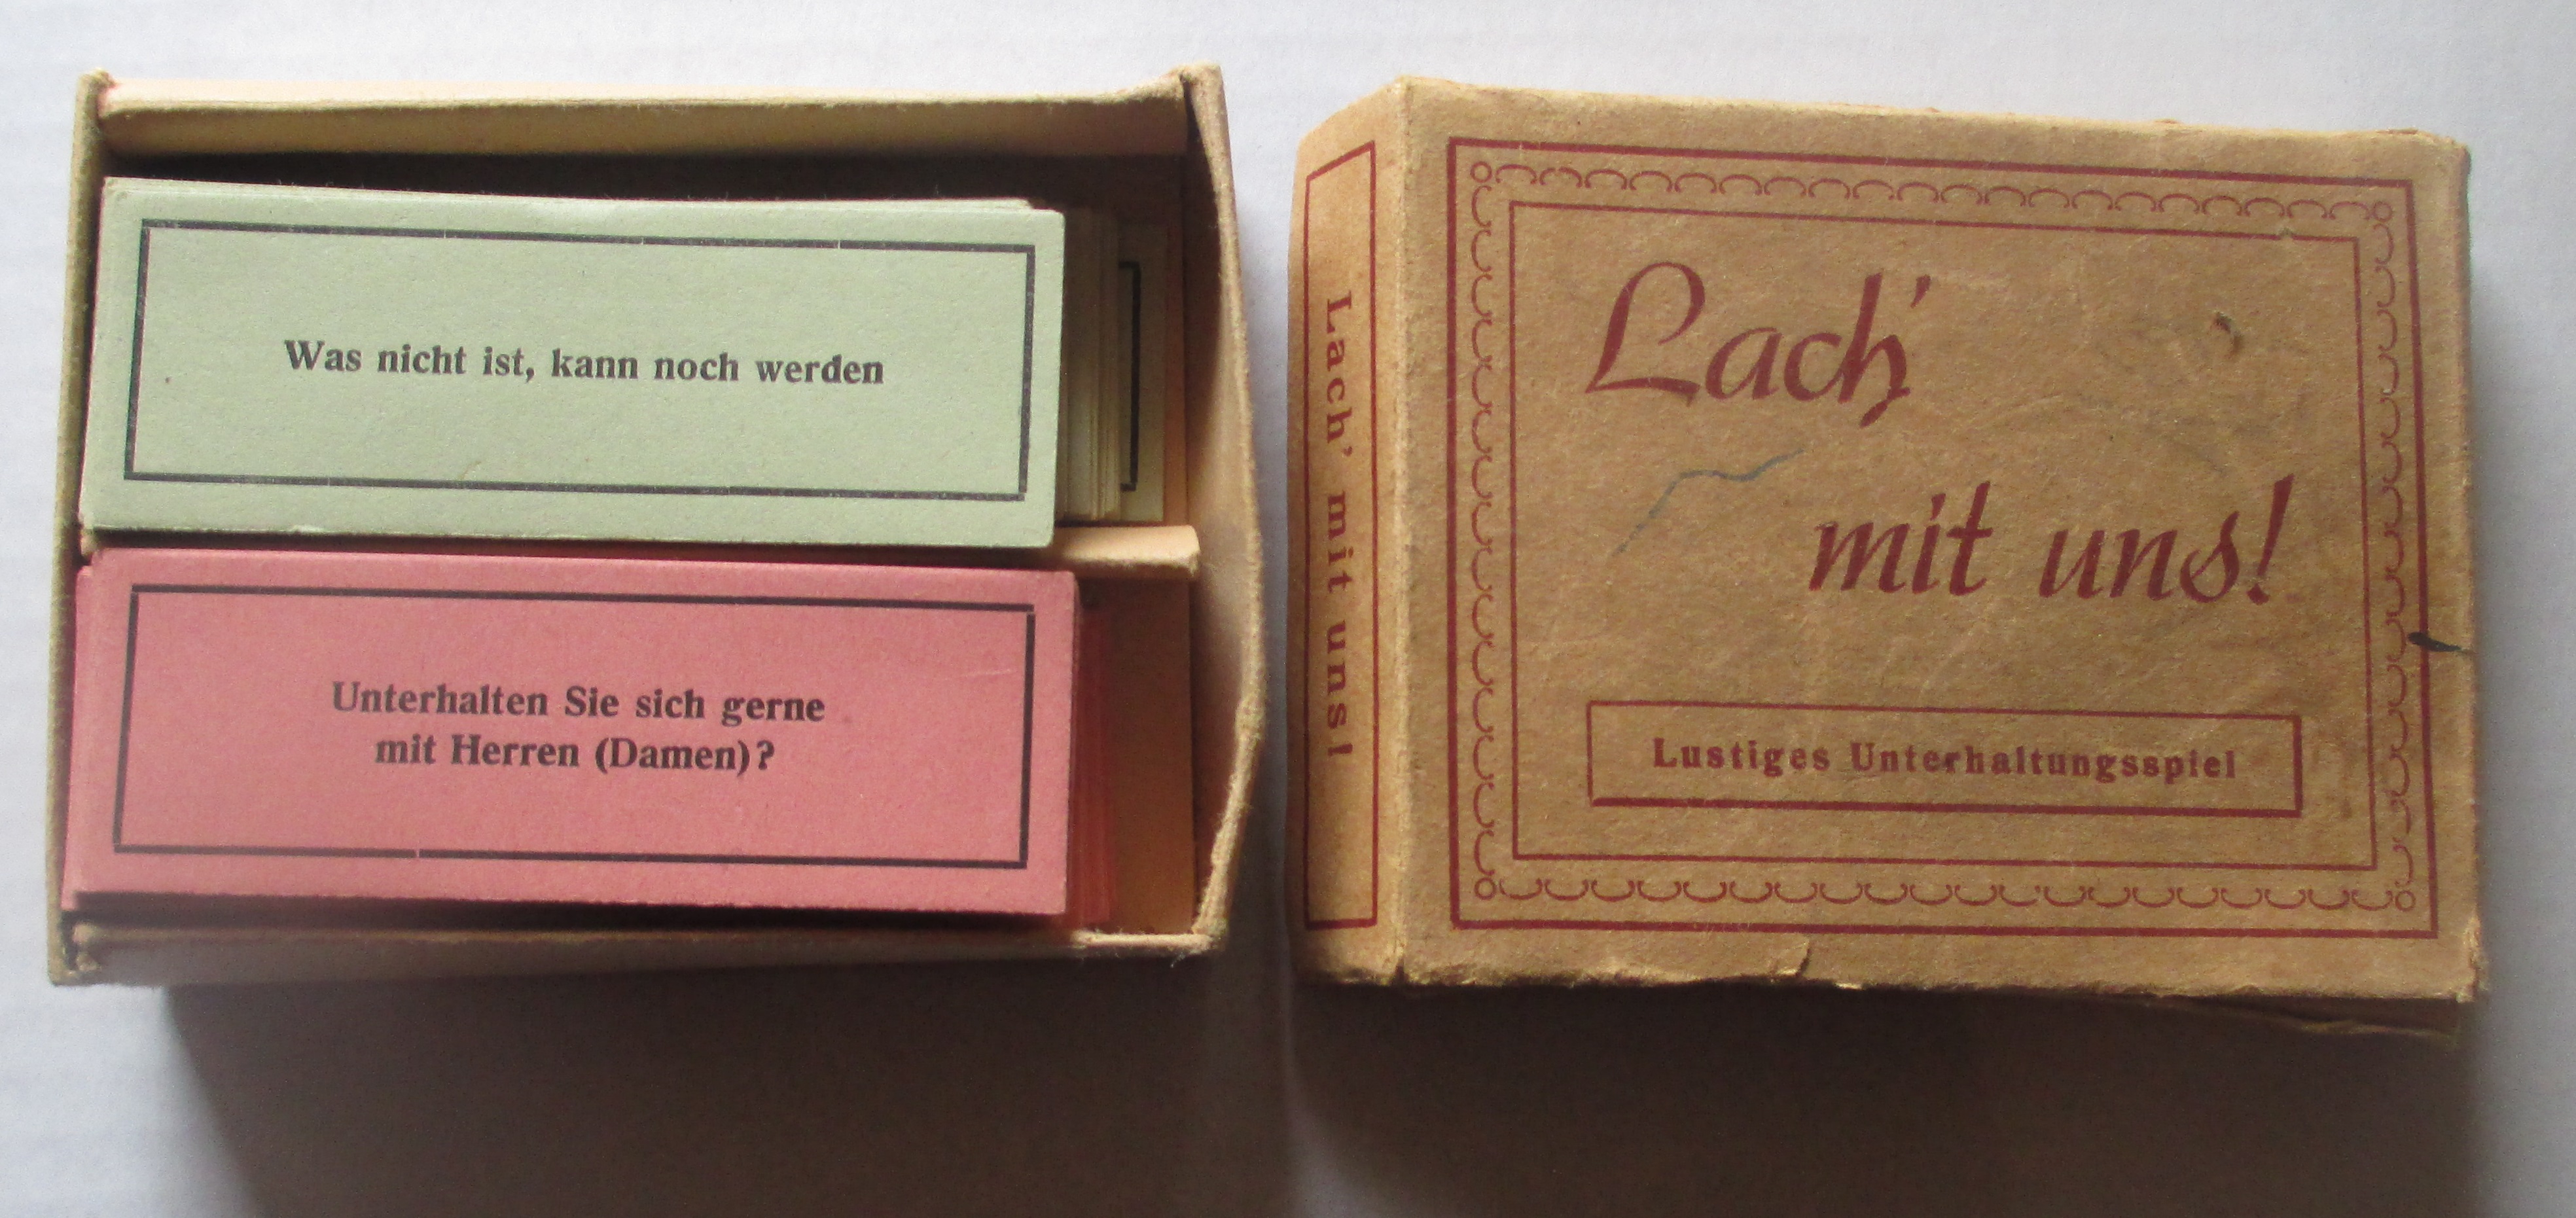 Was nicht ist, kann noch werden
Unterhalten Sie sich gerne
mit Herren (Damen)?
Lach' mit uns!
Lach'
mit uns!
Lustiges Unterhaltungsspiel